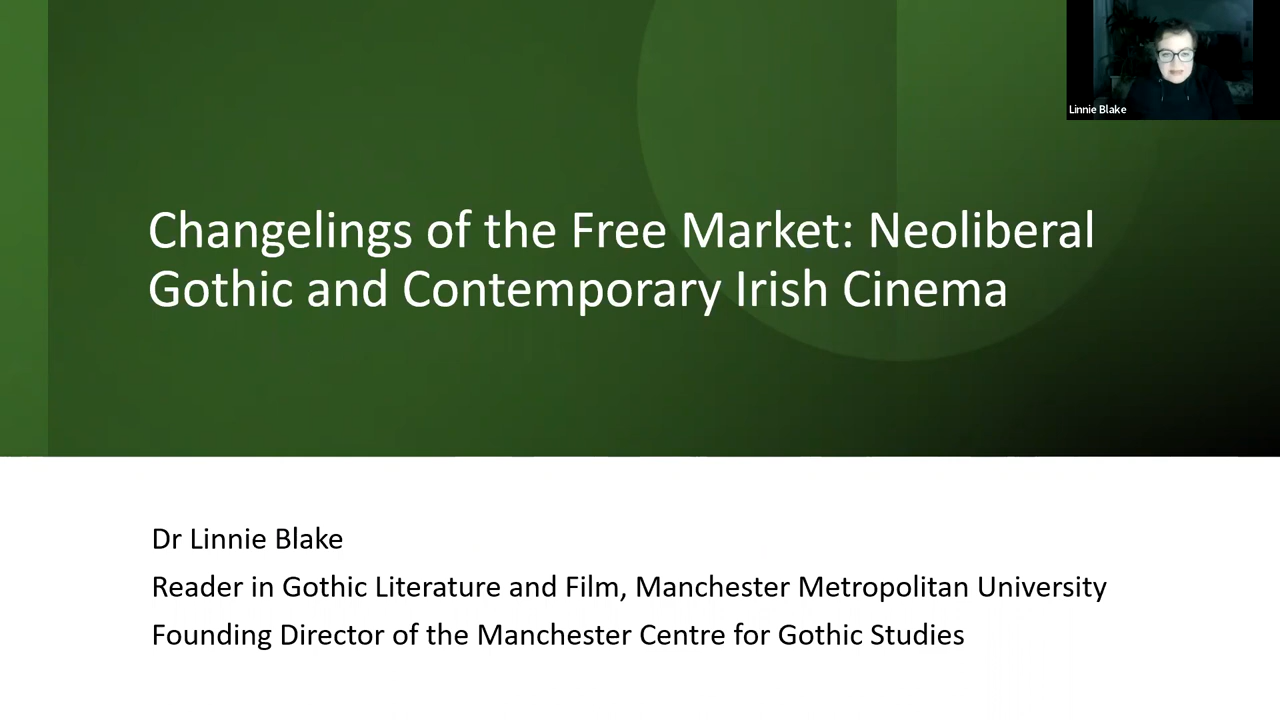 Linnie Blake
Changelings of the Free Market: Neoliberal
Gothic and Contemporary Irish Cinema
Dr Linnie Blake
Reader in Gothic Literature and Film, Manchester Metropolitan University
Founding Director of the Manchester Centre for Gothic Studies